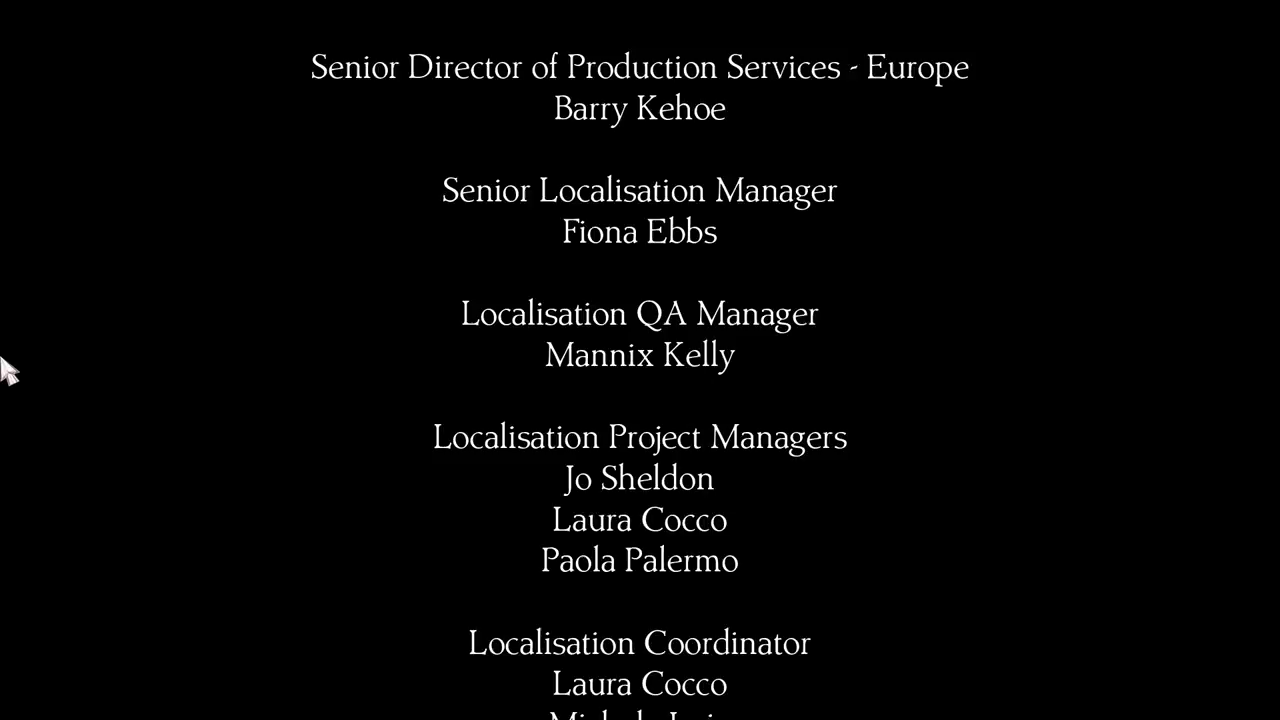 Senior Director of Production Services - Europe
Barry Kehoe
Senior Localisation Manager
Fiona Ebbs
Localisation QA Manager
Mannix Kelly
Localisation Project Managers
Jo Sheldon
Laura Cocco
Paola Palermo
Localisation Coordinator
Laura Cocco